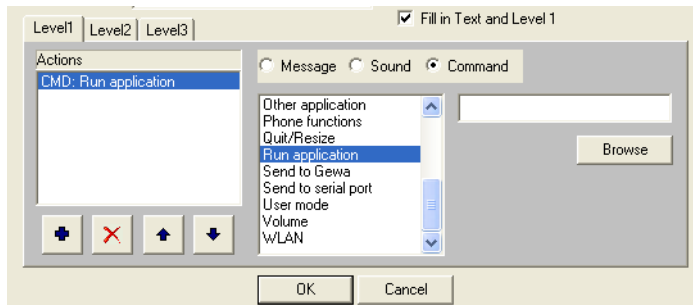 Fill in Text and Level 1
Level1 Level2 Level3
Actions
CMD: Run application
Message Sound Command
Other application
Phone functions
Quit/Resize
Run application
Send to Gewa
Send to serial port
User mode
Volume
WLAN
Browse
OK Cancel